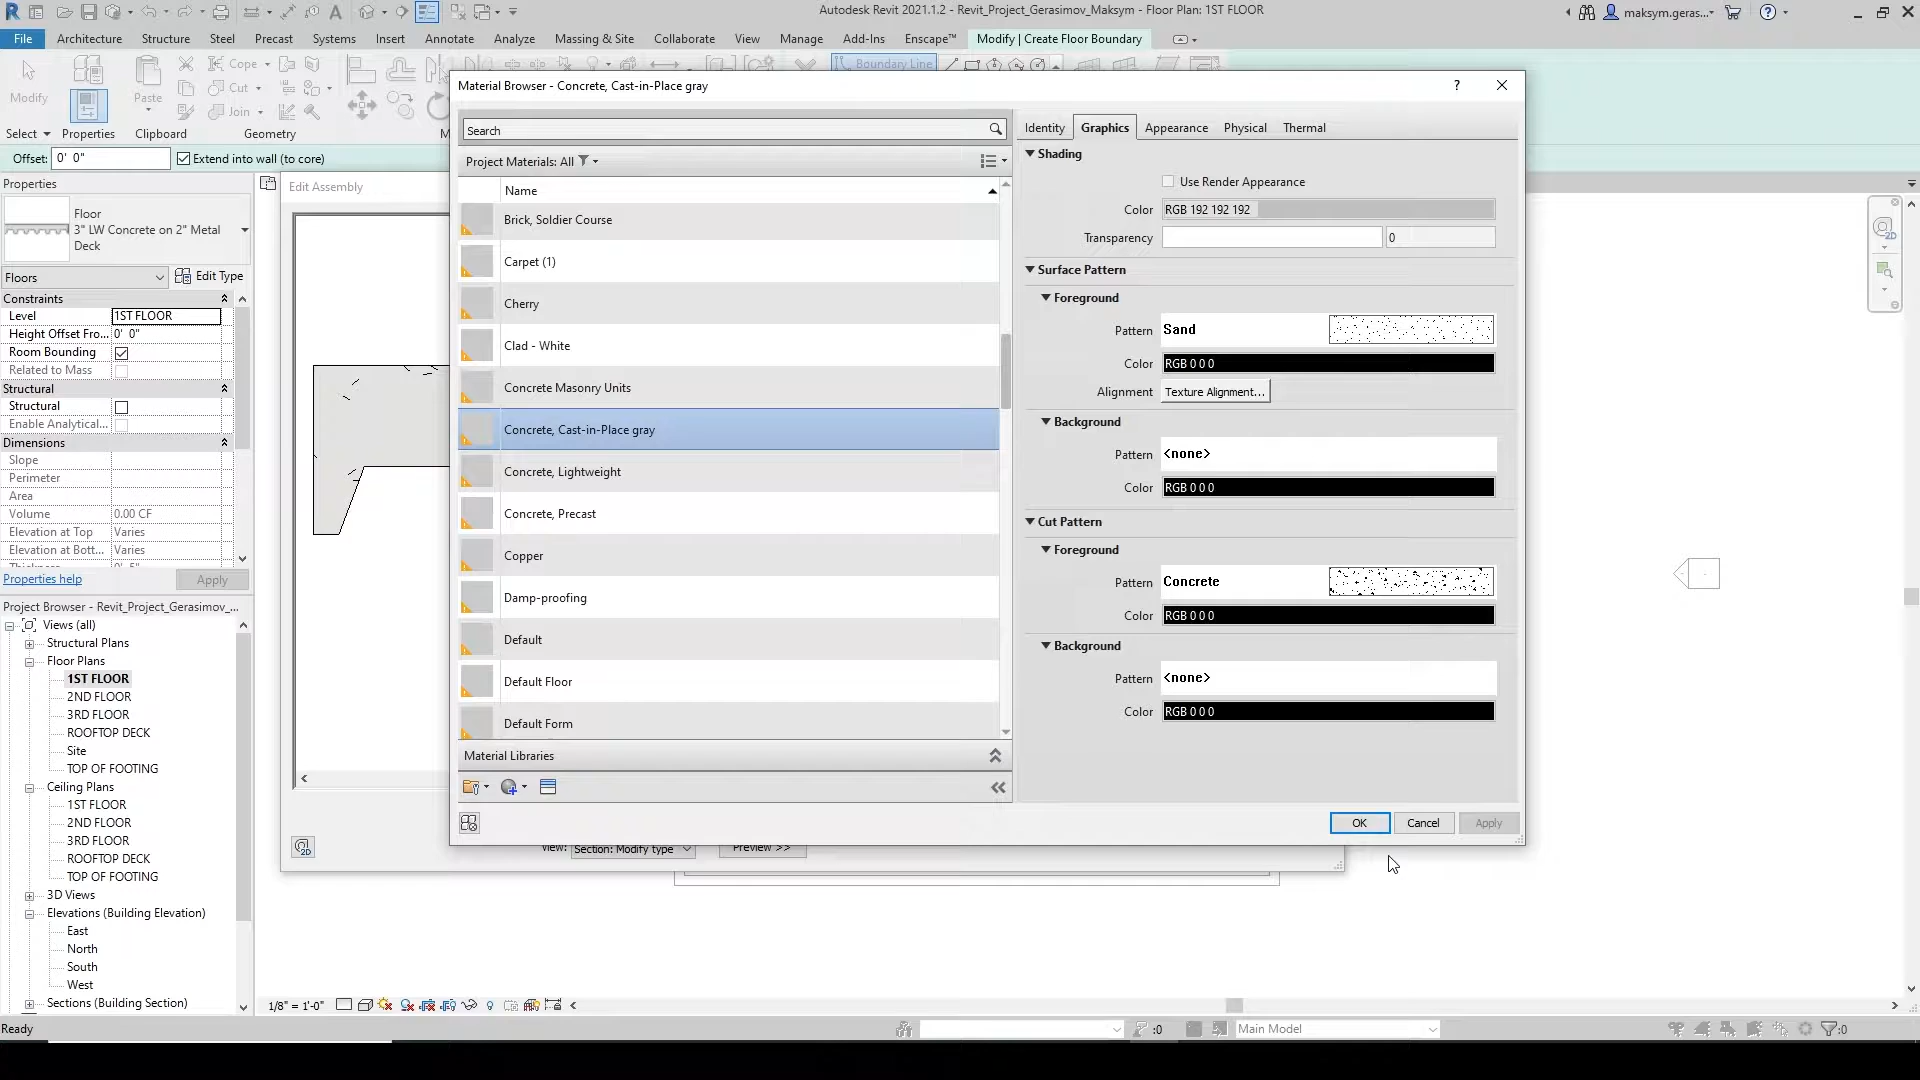 Autodesk Revit 2021.1.2 - Revit_Project_Gerasimov_Maksym - Floor Plan: 1ST FLOOR
maksym.geras...
File Architecture Structure Steel Precast Systems Insert Annotate Analyze Massing & Site Collaborate View Manage Add-Ins Enscape™ Modify | Create Floor Boundary
Modify
Paste
Cope
Cut
Join
Boundary Line
Select Properties Clipboard Geometry
Offset: 0' 0" Extend into wall (to core)
Properties
Floor
3" LW Concrete on 2" Metal
Deck
Floors
Edit Type
Constraints
Level 1ST FLOOR
Height Offset Fro... 0' 0"
Room Bounding
Related to Mass
Structural
Structural
Enable Analytical...
Dimensions
Slope
Perimeter
Area
Volume 0.00 CF
Elevation at Top Varies
Elevation at Bott... Varies
Properties help Apply
Project Browser - Revit_Project_Gerasimov_...
Views (all)
Structural Plans
Floor Plans
1ST FLOOR
2ND FLOOR
3RD FLOOR
ROOFTOP DECK
Site
TOP OF FOOTING
Ceiling Plans
1ST FLOOR
2ND FLOOR
3RD FLOOR
ROOFTOP DECK
TOP OF FOOTING
3D Views
Elevations (Building Elevation)
East
North
South
West
Sections (Building Section)
Edit Assembly
View: Section: Modify type Preview >>
Material Browser - Concrete, Cast-in-Place gray
Search
Project Materials: All
Name
Brick, Soldier Course
Carpet (1)
Cherry
Clad - White
Concrete Masonry Units
Concrete, Cast-in-Place gray
Concrete, Lightweight
Concrete, Precast
Copper
Damp-proofing
Default
Default Floor
Default Form
Material Libraries
Identity Graphics Appearance Physical Thermal
Shading
Use Render Appearance
Color RGB 192 192 192
Transparency 0
Surface Pattern
Foreground
Pattern Sand
Color RGB 0 0 0
Alignment Texture Alignment...
Background
Pattern <none>
Color RGB 0 0 0
Cut Pattern
Foreground
Pattern Concrete
Color RGB 0 0 0
Background
Pattern <none>
Color RGB 0 0 0
OK Cancel Apply
1/8" = 1'-0"
Ready
:0
Main Model
:0